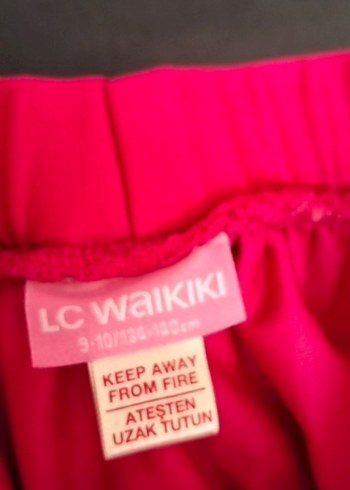 LC WAIKIKI
9-10/134-140cm
KEEP AWAY
FROM FIRE
ATEŞTEN
UZAK TUTUN